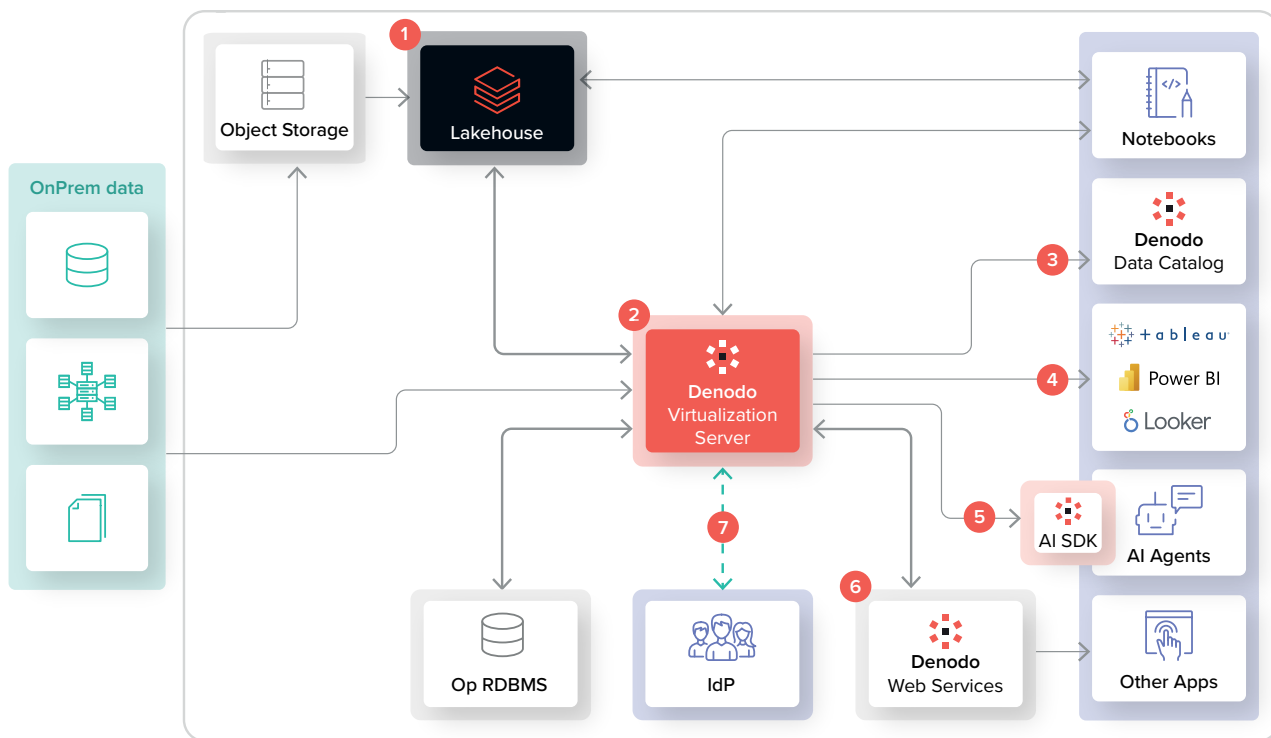 1
Object Storage
Lakehouse
</>
Notebooks
OnPrem data
Denodo
Data Catalog
3
2
Denodo
Virtualization
Server
+ a b l e a u
4
Power BI
Looker
5
AI SDK
AI Agents
7
6
Op RDBMS
IdP
Denodo
Web Services
Other Apps